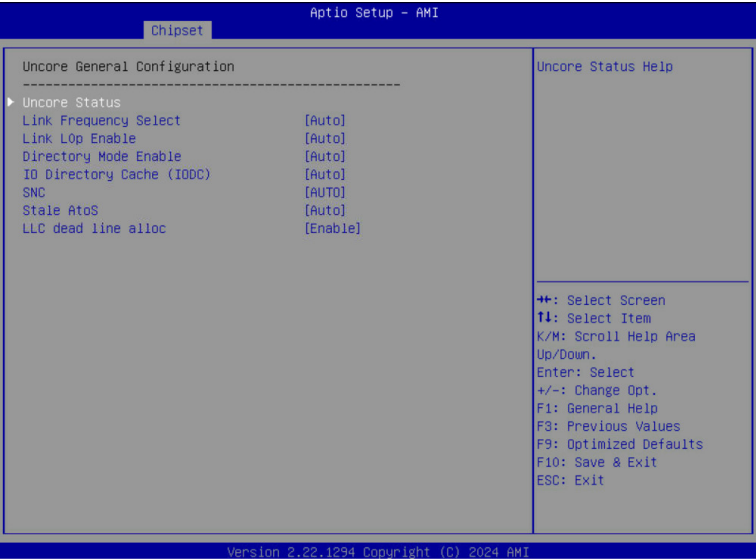 Aptio Setup - AMI
Chipset
Uncore General Configuration
--------------------------------------------------
Uncore Status
Link Frequency Select [Auto]
Link L0p Enable [Auto]
Directory Mode Enable [Auto]
IO Directory Cache (IODC) [Auto]
SNC [AUTO]
Stale AtoS [Auto]
LLC dead line alloc [Enable]
Uncore Status Help
→←: Select Screen
↑↓: Select Item
K/M: Scroll Help Area
Up/Down.
Enter: Select
+/-: Change Opt.
F1: General Help
F3: Previous Values
F9: Optimized Defaults
F10: Save & Exit
ESC: Exit
Version 2.22.1294 Copyright (C) 2024 AMI